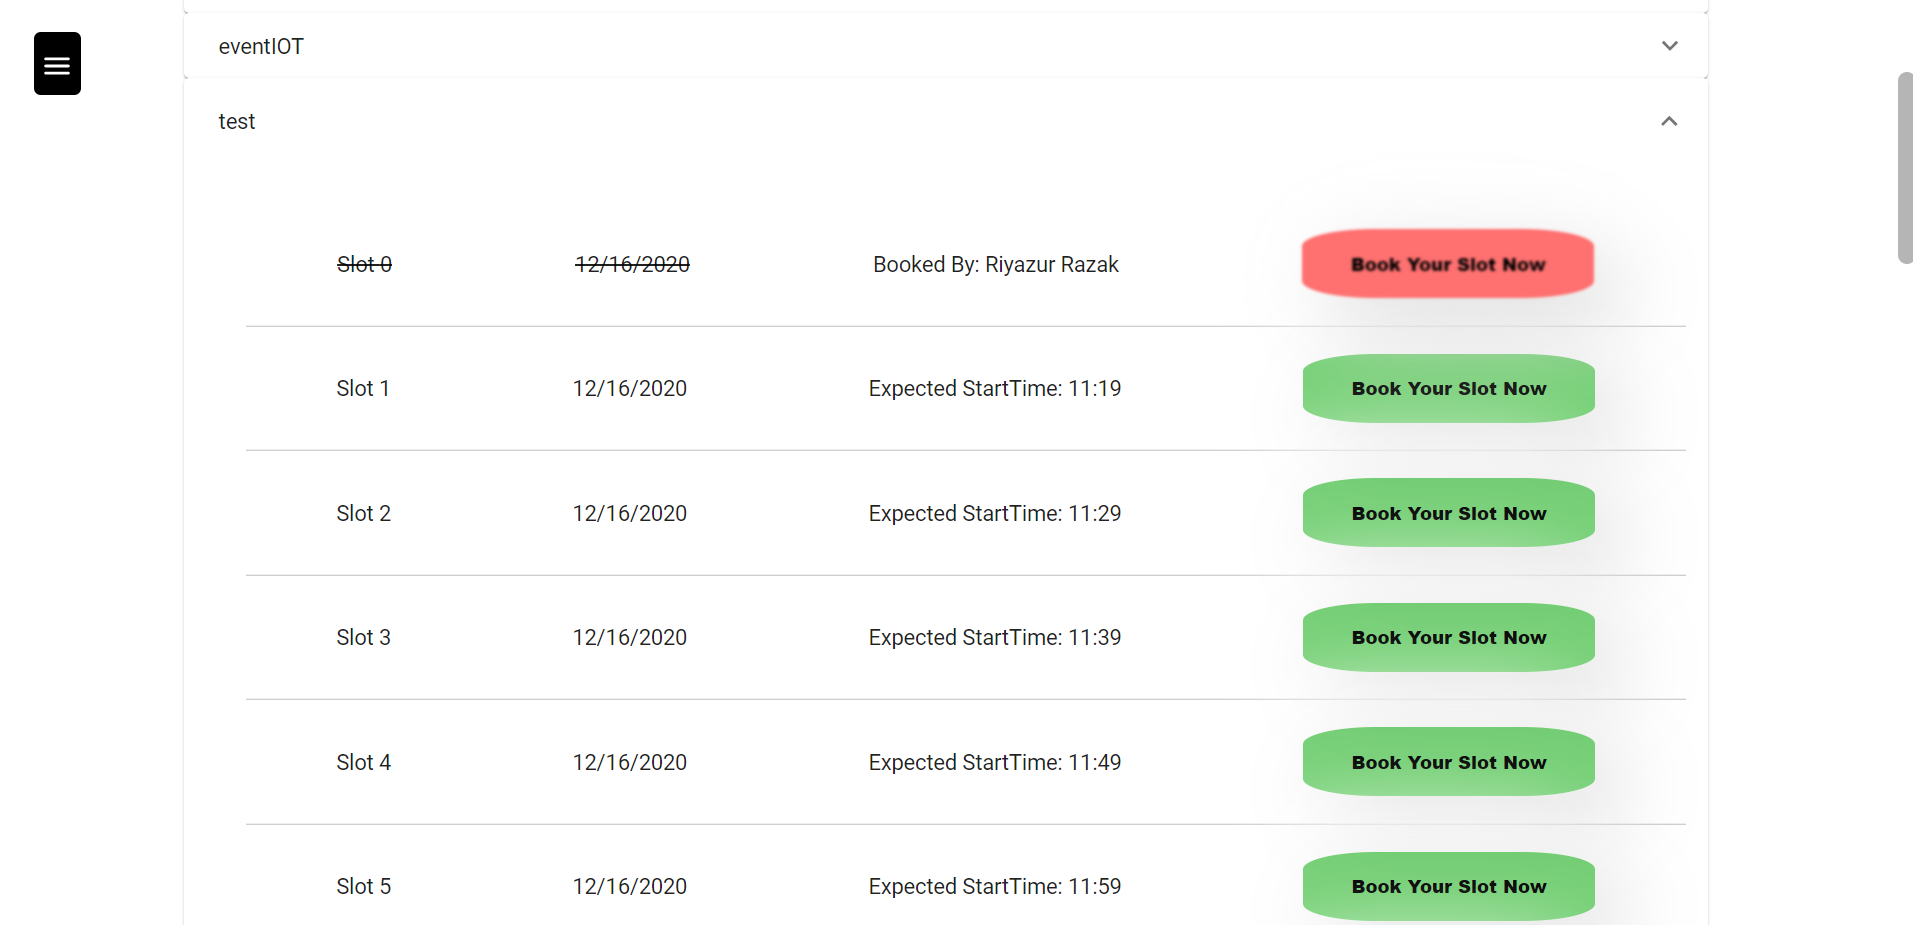 eventIOT
test
Slot 0 12/16/2020 Booked By: Riyazur Razak Book Your Slot Now
Slot 1 12/16/2020 Expected StartTime: 11:19 Book Your Slot Now
Slot 2 12/16/2020 Expected StartTime: 11:29 Book Your Slot Now
Slot 3 12/16/2020 Expected StartTime: 11:39 Book Your Slot Now
Slot 4 12/16/2020 Expected StartTime: 11:49 Book Your Slot Now
Slot 5 12/16/2020 Expected StartTime: 11:59 Book Your Slot Now